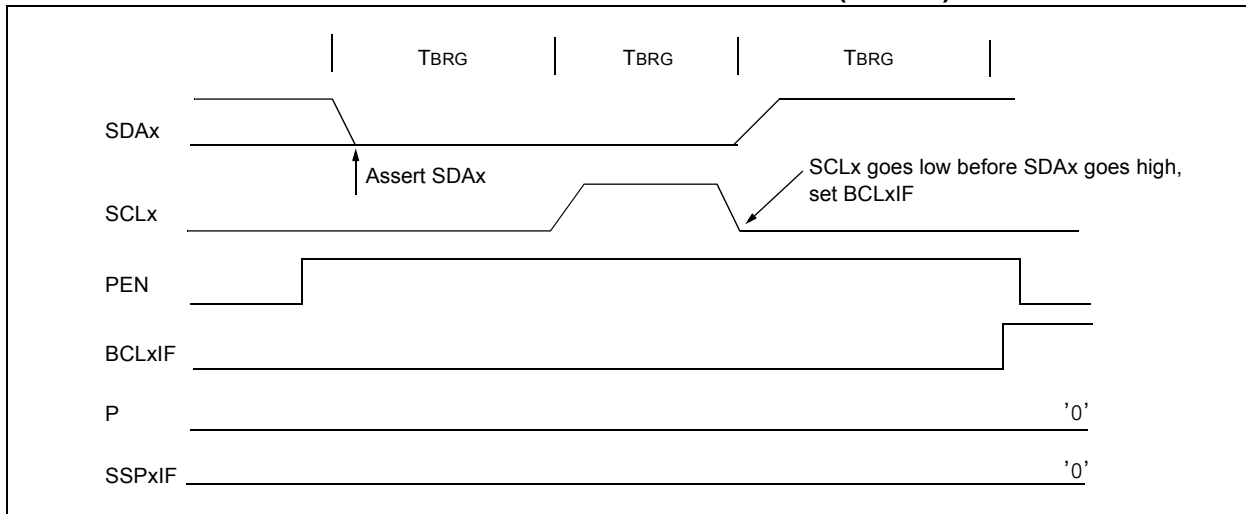 TBRG TBRG TBRG
SDAx
Assert SDAx
SCLx goes low before SDAx goes high,
set BCLxIF
SCLx
PEN
BCLxIF
P '0'
SSPxIF '0'